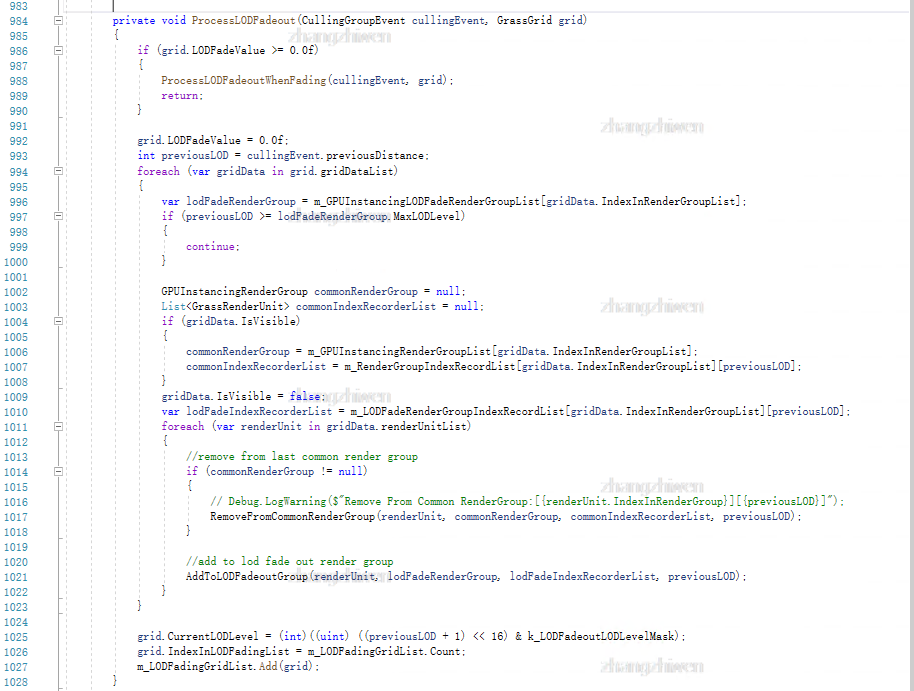 983
984 private void ProcessLODFadeout(CullingGroupEvent cullingEvent, GrassGrid grid)
985 {
986 if (grid.LODFadeValue >= 0.0f)
987 {
988 ProcessLODFadeoutWhenFading(cullingEvent, grid);
989 return;
990 }
991
992 grid.LODFadeValue = 0.0f;
993 int previousLOD = cullingEvent.previousDistance;
994 foreach (var gridData in grid.gridDataList)
995 {
996 var lodFadeRenderGroup = m_GPUInstancingLODFadeRenderGroupList[gridData.IndexInRenderGroupList];
997 if (previousLOD >= lodFadeRenderGroup.MaxLODLevel)
998 {
999 continue;
1000 }
1001
1002 GPUInstancingRenderGroup commonRenderGroup = null;
1003 List<GrassRenderUnit> commonIndexRecorderList = null;
1004 if (gridData.IsVisible)
1005 {
1006 commonRenderGroup = m_GPUInstancingRenderGroupList[gridData.IndexInRenderGroupList];
1007 commonIndexRecorderList = m_RenderGroupIndexRecordList[gridData.IndexInRenderGroupList][previousLOD];
1008 }
1009 gridData.IsVisible = false;
1010 var lodFadeIndexRecorderList = m_LODFadeRenderGroupIndexRecordList[gridData.IndexInRenderGroupList][previousLOD];
1011 foreach (var renderUnit in gridData.renderUnitList)
1012 {
1013 //remove from last common render group
1014 if (commonRenderGroup != null)
1015 {
1016 // Debug.LogWarning($"Remove From Common RenderGroup:[{renderUnit.IndexInRenderGroup}][{previousLOD}]");
1017 RemoveFromCommonRenderGroup(renderUnit, commonRenderGroup, commonIndexRecorderList, previousLOD);
1018 }
1019
1020 //add to lod fade out render group
1021 AddToLODFadeoutGroup(renderUnit, lodFadeRenderGroup, lodFadeIndexRecorderList, previousLOD);
1022 }
1023 }
1024
1025 grid.CurrentLODLevel = (int)((uint) ((previousLOD + 1) << 16) & k_LODFadeoutLODLevelMask);
1026 grid.IndexInLODFadingList = m_LODFadingGridList.Count;
1027 m_LODFadingGridList.Add(grid);
1028 }
zhangzhiwen
zhangzhiwen
zhangzhiwen
zhangzhiwen
zhangzhiwen
zhangzhiwen
zhangzhiwen
zhangzhiwen